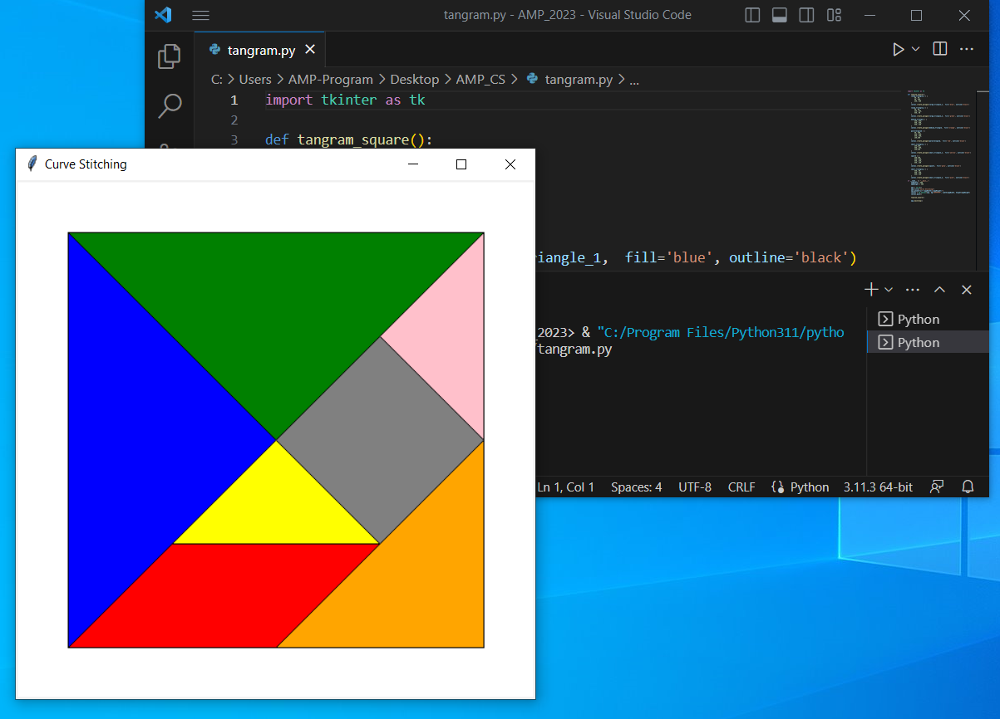 tangram.py - AMP_2023 - Visual Studio Code
tangram.py
C: > Users > AMP-Program > Desktop > AMP_CS > tangram.py > ...
1 import tkinter as tk
2
3 def tangram_square():
Curve Stitching
riangle_1, fill='blue', outline='black')
Python
_2023> & "C:/Program Files/Python311/pytho
Python
tangram.py
Ln 1, Col 1 Spaces: 4 UTF-8 CRLF Python 3.11.3 64-bit